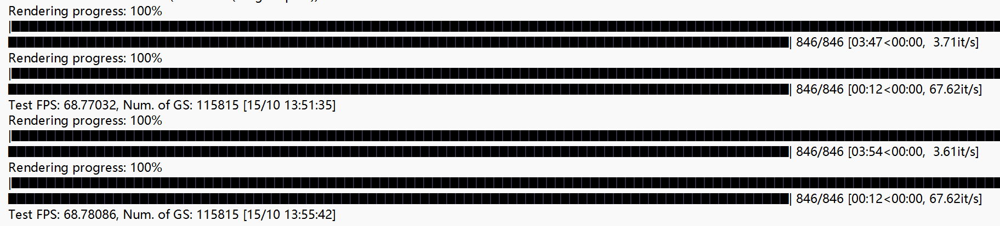 Rendering progress: 100%
|████████████████████████████████████████
████████████████████████████████| 846/846 [03:47<00:00,  3.71it/s]
Rendering progress: 100%
|████████████████████████████████████████
████████████████████████████████| 846/846 [00:12<00:00, 67.62it/s]
Test FPS: 68.77032, Num. of GS: 115815 [15/10 13:51:35]
Rendering progress: 100%
|████████████████████████████████████████
████████████████████████████████| 846/846 [03:54<00:00,  3.61it/s]
Rendering progress: 100%
|████████████████████████████████████████
████████████████████████████████| 846/846 [00:12<00:00, 67.62it/s]
Test FPS: 68.78086, Num. of GS: 115815 [15/10 13:55:42]